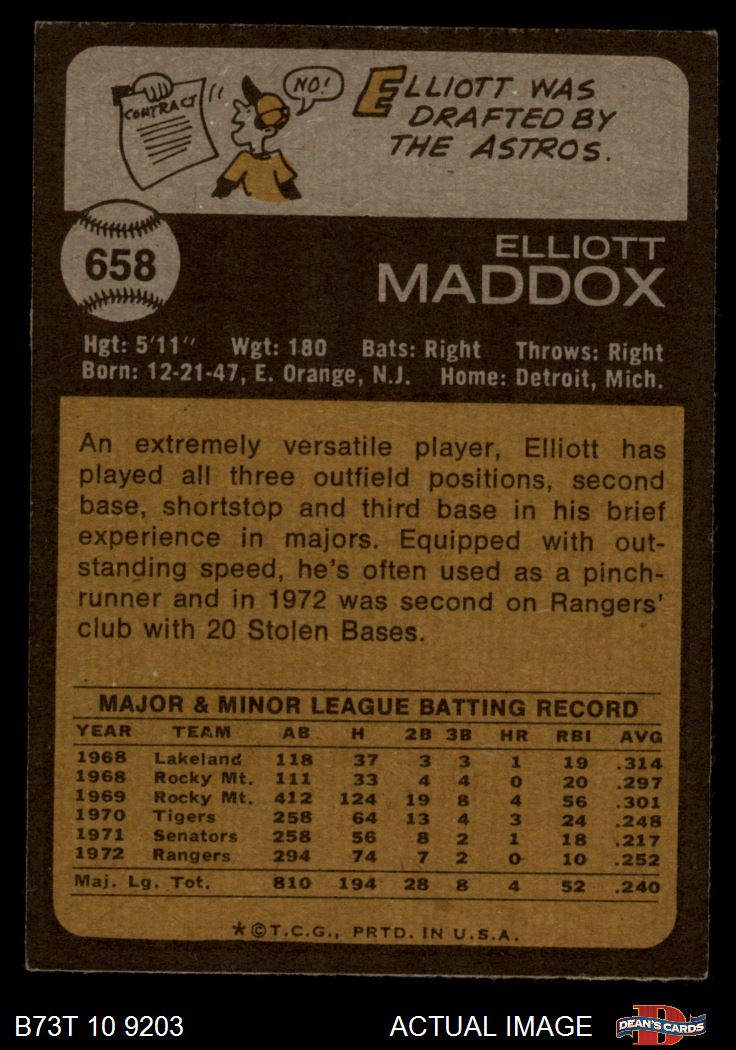 CONTRACT
NO!
ELLIOTT WAS
DRAFTED BY
THE ASTROS.
658
ELLIOTT
MADDOX
Hgt: 5'11" Wgt: 180 Bats: Right Throws: Right
Born: 12-21-47, E. Orange, N.J. Home: Detroit, Mich.
An extremely versatile player, Elliott has
played all three outfield positions, second
base, shortstop and third base in his brief
experience in majors. Equipped with out-
standing speed, he's often used as a pinch-
runner and in 1972 was second on Rangers'
club with 20 Stolen Bases.
MAJOR & MINOR LEAGUE BATTING RECORD
YEAR TEAM AB H 2B 3B HR RBI AVG
1968 Lakeland 118 37 3 3 1 19 .314
1968 Rocky Mt. 111 33 4 4 0 20 .297
1969 Rocky Mt. 412 124 19 8 4 56 .301
1970 Tigers 258 64 13 4 3 24 .248
1971 Senators 258 56 8 2 1 18 .217
1972 Rangers 294 74 7 2 0 10 .252
Maj. Lg. Tot. 810 194 28 8 4 52 .240
*©T.C.G., PRTD. IN U.S.A.
B73T 10 9203 ACTUAL IMAGE D DEAN'S CARDS